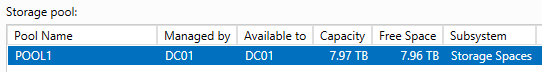 Storage pool:
Pool Name Managed by Available to Capacity Free Space Subsystem
POOL1 DC01 DC01 7.97 TB 7.96 TB Storage Spaces